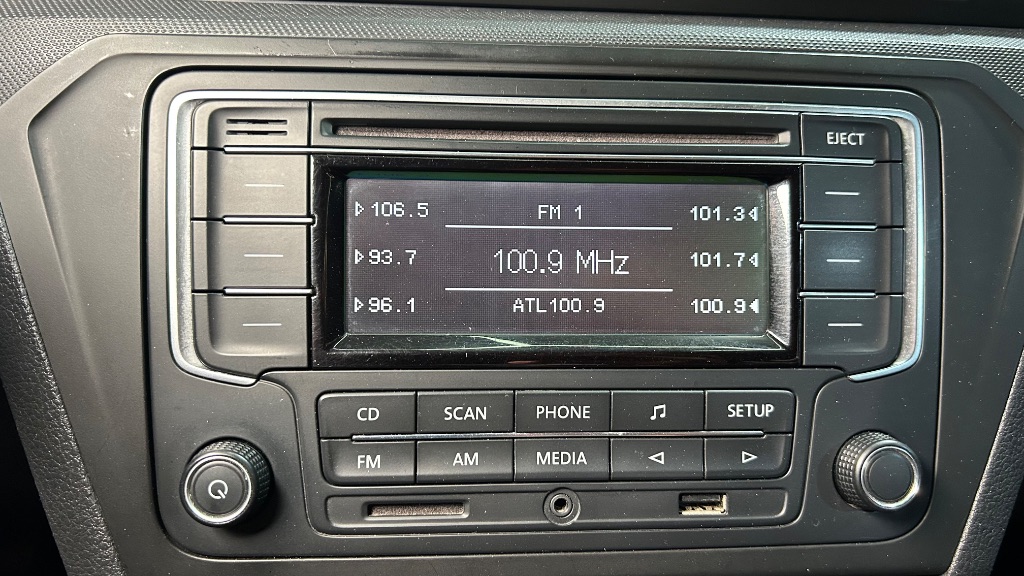 EJECT
106.5 FM 1 101.3
93.7 100.9 MHz 101.7
96.1 ATL100.9 100.9
CD SCAN PHONE SETUP
FM AM MEDIA